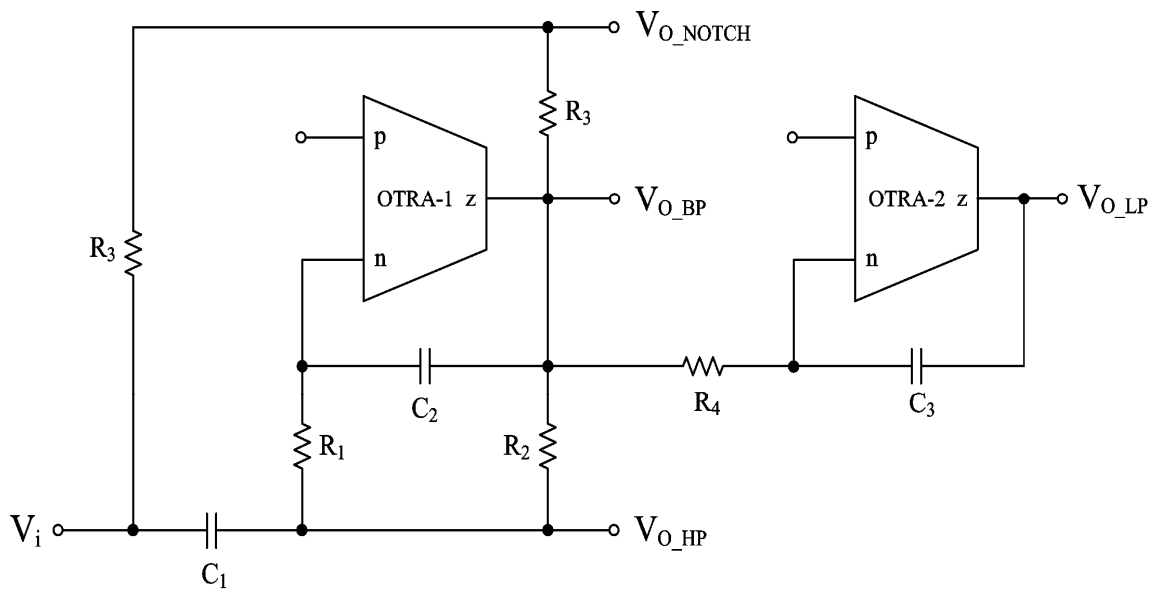 V_O_NOTCH
R_3
p
OTRA-1 z
n
V_O_BP
p
OTRA-2 z
n
V_O_LP
R_3
C_2
R_4
C_3
R_1
R_2
V_i
C_1
V_O_HP